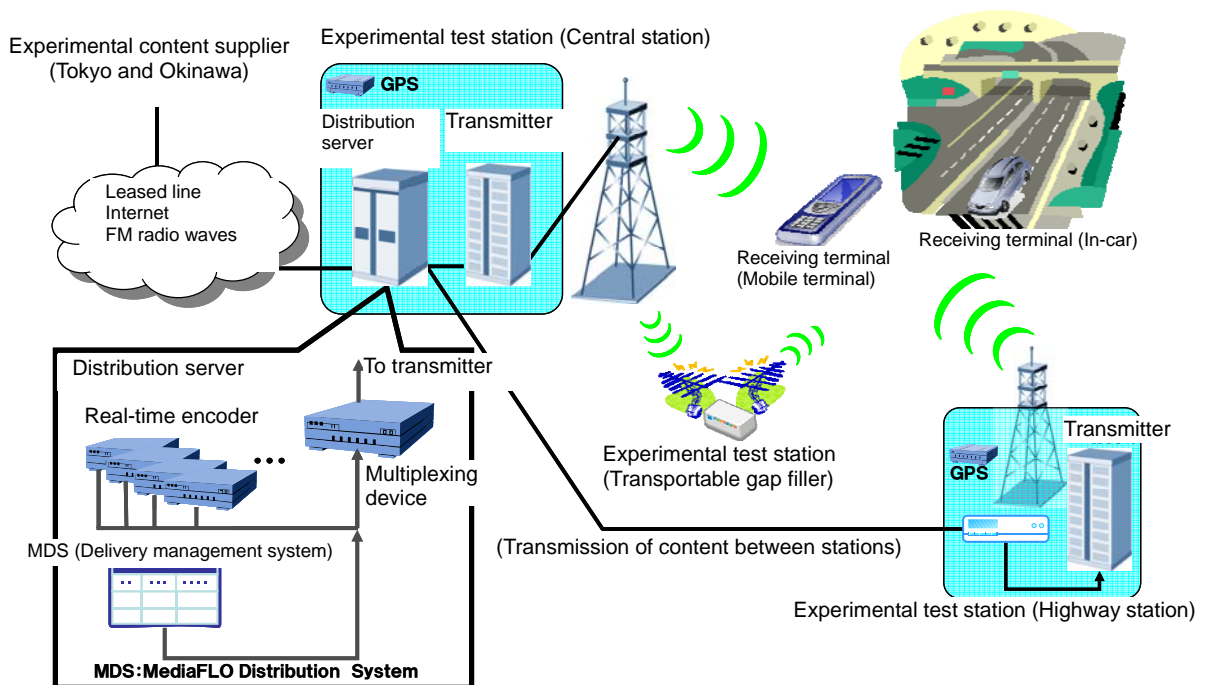 Experimental content supplier
(Tokyo and Okinawa)
Experimental test station (Central station)
GPS
Distribution
server
Transmitter
Leased line
Internet
FM radio waves
Receiving terminal
(Mobile terminal)
Receiving terminal (In-car)
Distribution server
To transmitter
Real-time encoder
...
Multiplexing
device
MDS (Delivery management system)
MDS:MediaFLO Distribution System
Experimental test station
(Transportable gap filler)
(Transmission of content between stations)
Transmitter
GPS
Experimental test station (Highway station)